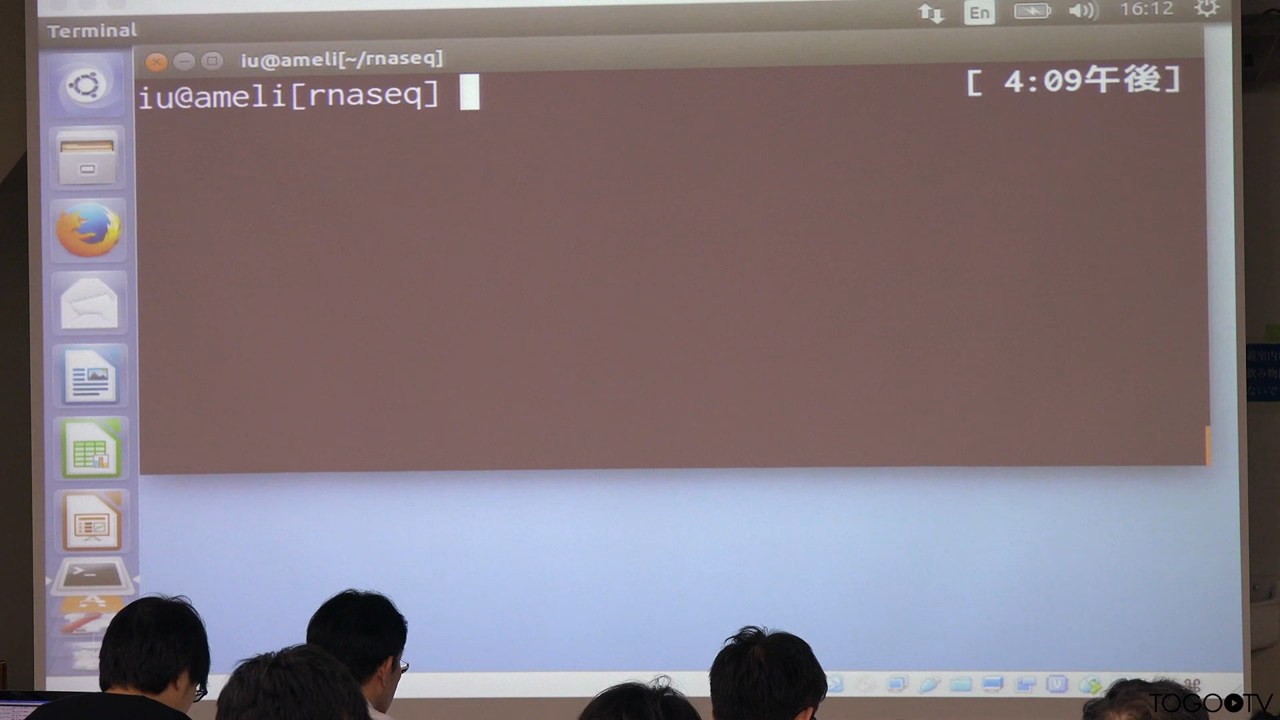 Terminal
En
16:12
iu@ameli[~/rnaseq]
iu@ameli[rnaseq]
[ 4:09午後]
TOGOTV